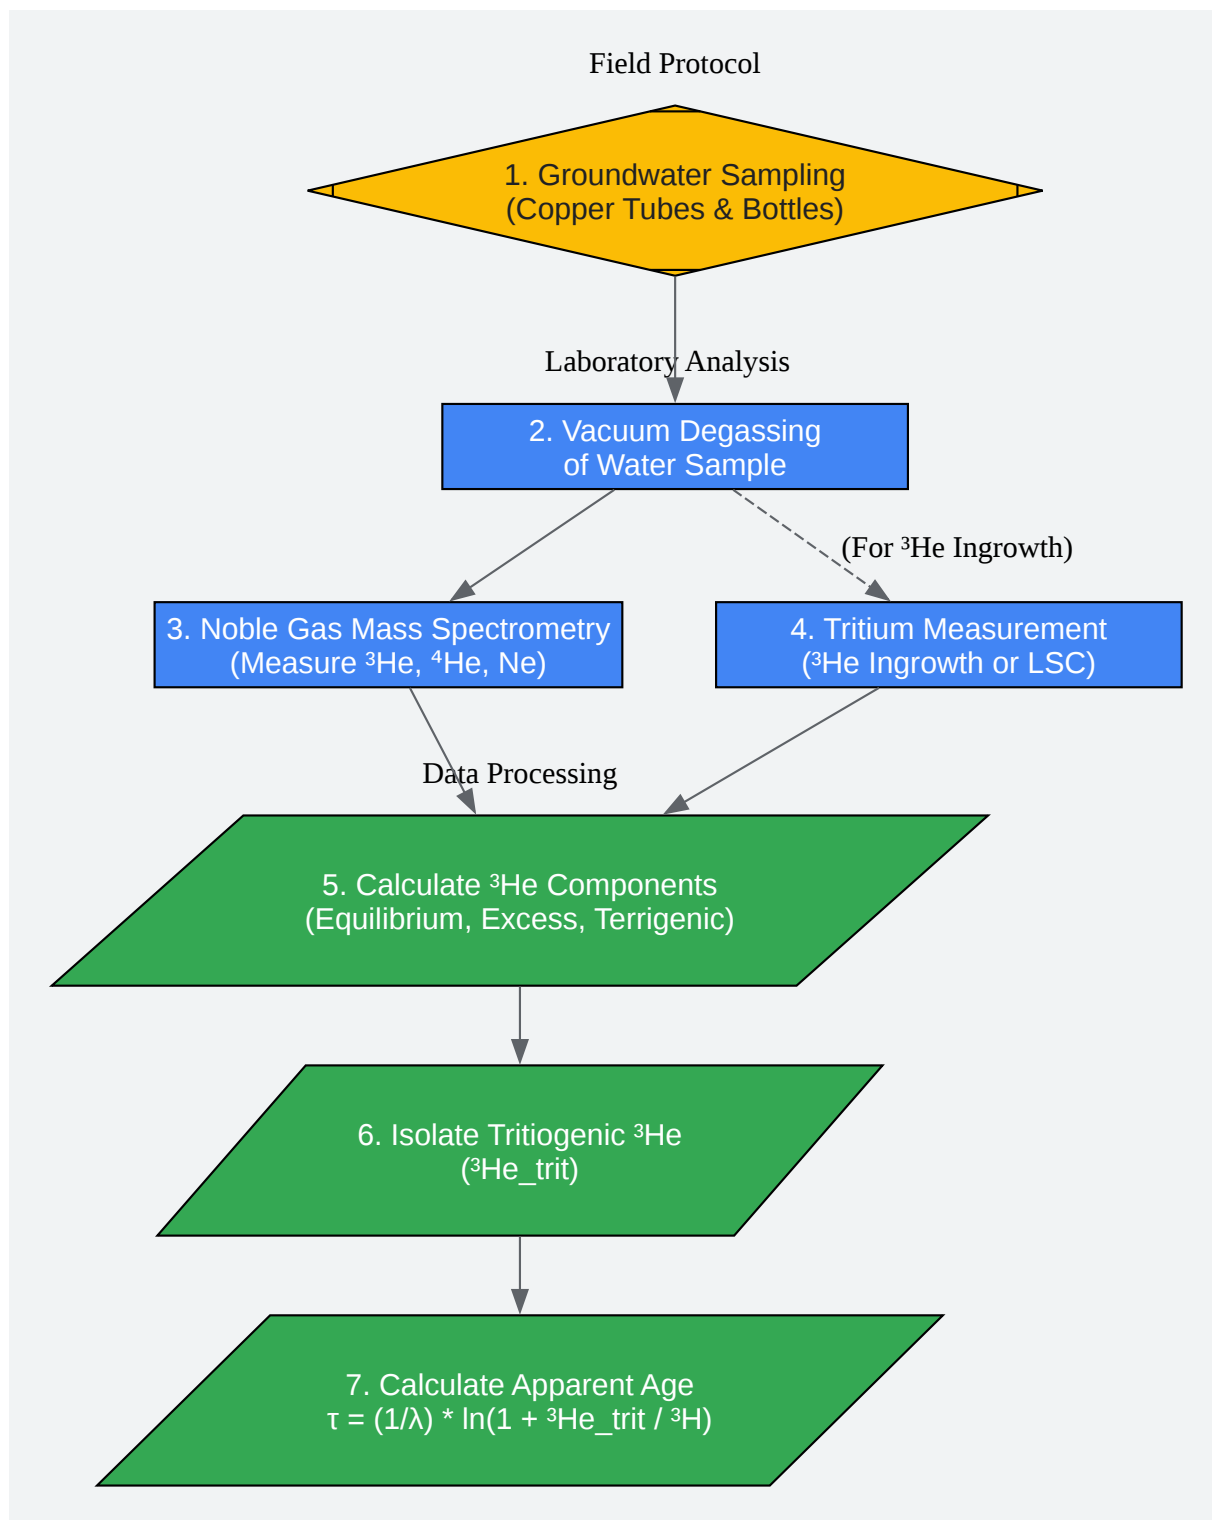 Field Protocol
1. Groundwater Sampling
(Copper Tubes & Bottles)
Laboratory Analysis
2. Vacuum Degassing
of Water Sample
(For ³He Ingrowth)
3. Noble Gas Mass Spectrometry
(Measure ³He, ⁴He, Ne)
4. Tritium Measurement
(³He Ingrowth or LSC)
Data Processing
5. Calculate ³He Components
(Equilibrium, Excess, Terrigenic)
6. Isolate Tritiogenic ³He
(³He_trit)
7. Calculate Apparent Age
τ = (1/λ) * ln(1 + ³He_trit / ³H)